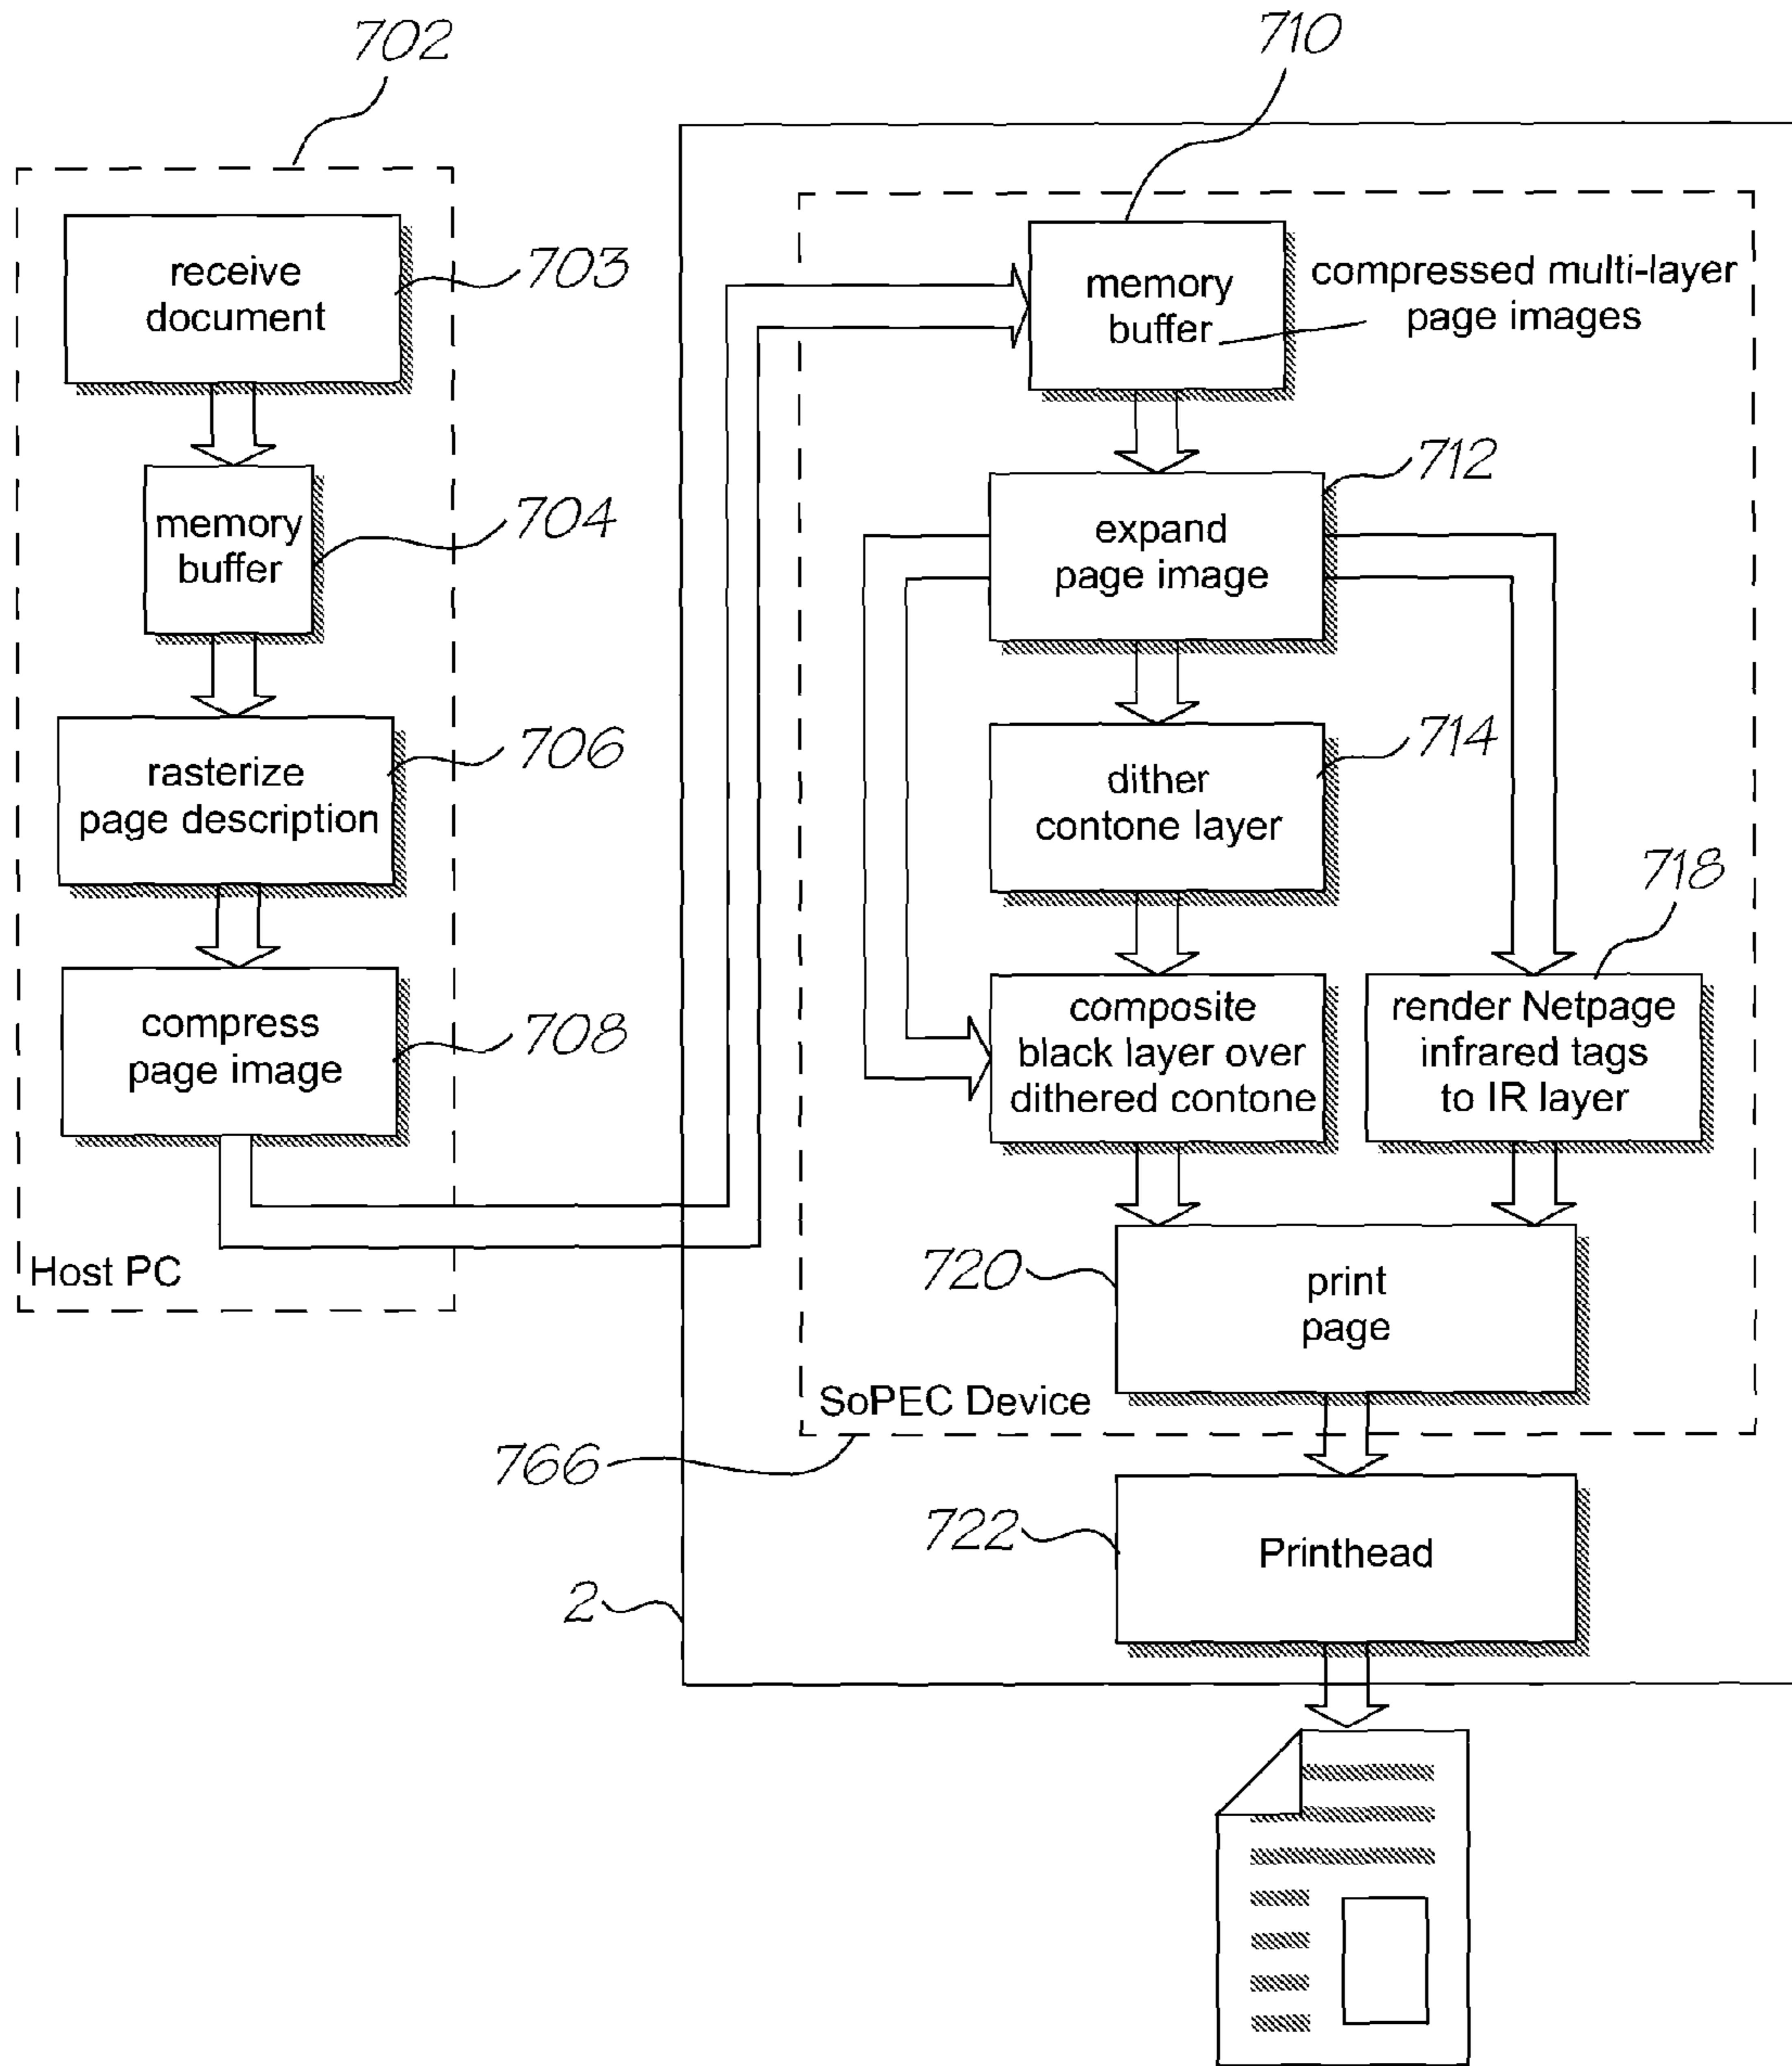 702
receive
document
703
memory
buffer
704
rasterize
page description
706
compress
page image
708
Host PC
710
memory
buffer
compressed multi-layer
page images
expand
page image
712
dither
contone layer
714
composite
black layer over
dithered contone
718
render Netpage
infrared tags
to IR layer
720
print
page
SoPEC Device
766
722
Printhead
2